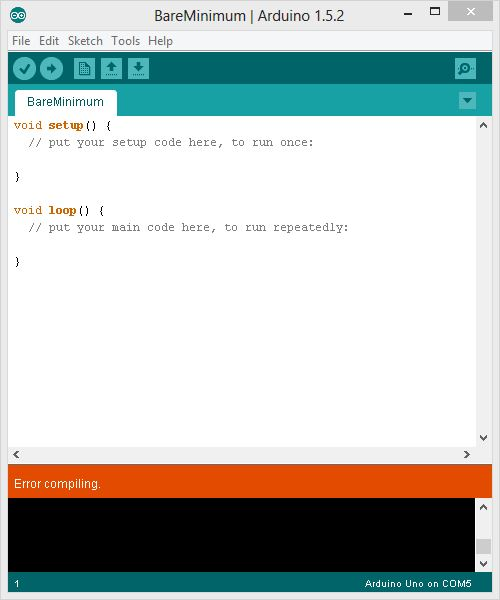 BareMinimum | Arduino 1.5.2
File Edit Sketch Tools Help
BareMinimum
void setup() {
// put your setup code here, to run once:
}
void loop() {
// put your main code here, to run repeatedly:
}
Error compiling.
1 Arduino Uno on COM5